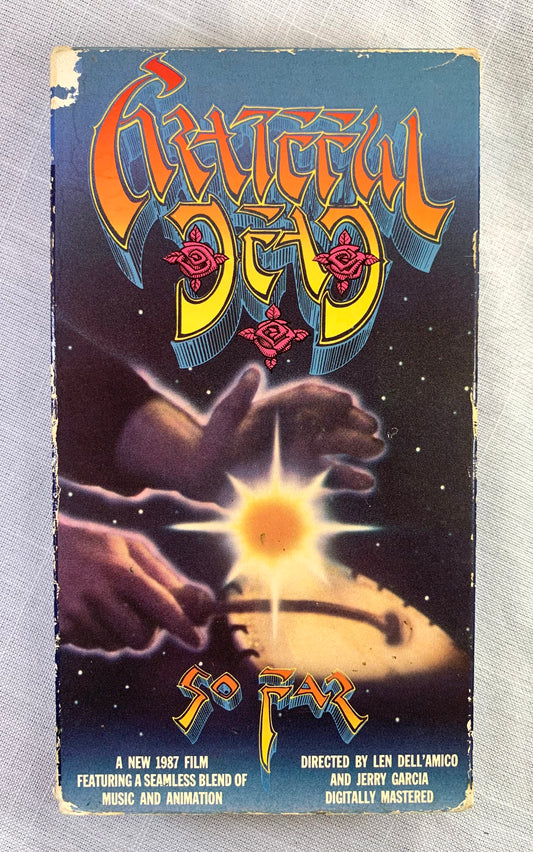 GRATEFUL
DEAD
SO FAR
A NEW 1987 FILM
FEATURING A SEAMLESS BLEND OF
MUSIC AND ANIMATION
DIRECTED BY LEN DELL'AMICO
AND JERRY GARCIA
DIGITALLY MASTERED